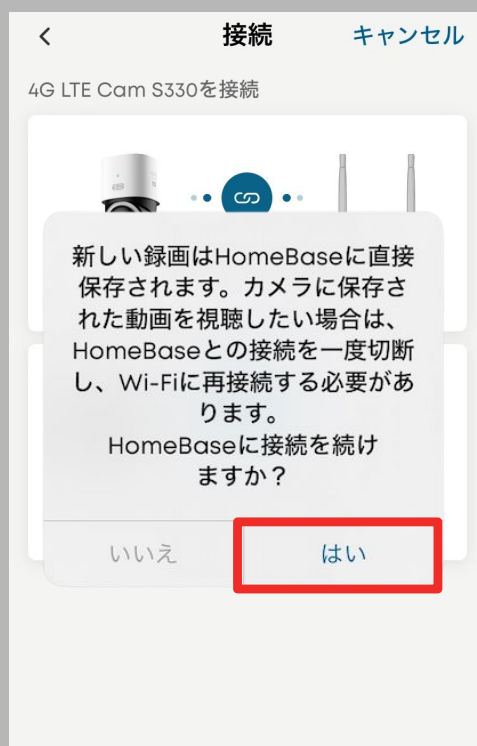 接続
キャンセル
4G LTE Cam S330を接続
新しい録画はHomeBaseに直接
保存されます。カメラに保存さ
れた動画を視聴したい場合は、
HomeBaseとの接続を一度切断
し、Wi-Fiに再接続する必要があ
ります。
HomeBaseに接続を続け
ますか？
いいえ
はい